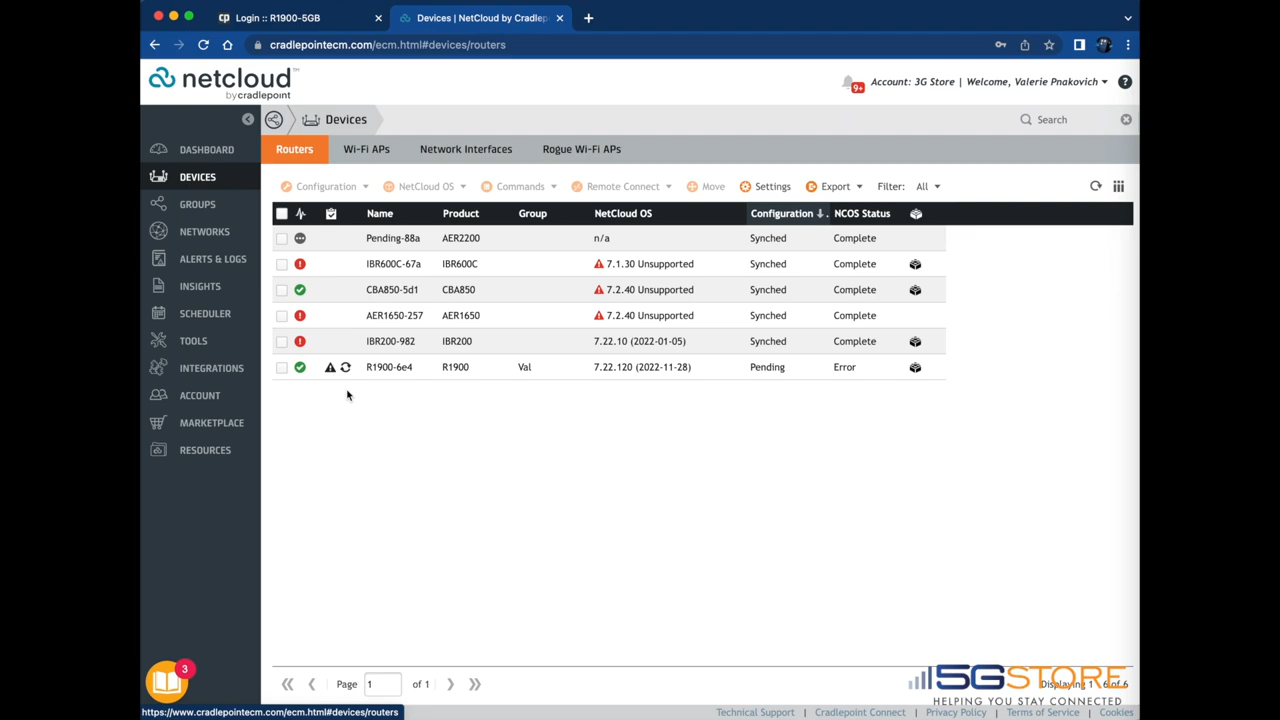 cp Login :: R1900-5GB
Devices | NetCloud by Cradlep
cradlepointecm.com/ecm.html#devices/routers
netcloud™
by cradlepoint
9+
Account: 3G Store | Welcome, Valerie Pnakovich
Devices
Search
Routers
Wi-Fi APs
Network Interfaces
Rogue Wi-Fi APs
DASHBOARD
DEVICES
GROUPS
NETWORKS
ALERTS & LOGS
INSIGHTS
SCHEDULER
TOOLS
INTEGRATIONS
ACCOUNT
MARKETPLACE
RESOURCES
3
Configuration NetCloud OS Commands Remote Connect Move Settings Export Filter: All
Name Product Group NetCloud OS Configuration NCOS Status
Pending-88a AER2200 n/a Synched Complete
IBR600C-67a IBR600C 7.1.30 Unsupported Synched Complete
CBA850-5d1 CBA850 7.2.40 Unsupported Synched Complete
AER1650-257 AER1650 7.2.40 Unsupported Synched Complete
IBR200-982 IBR200 7.22.10 (2022-01-05) Synched Complete
R1900-6e4 R1900 Val 7.22.120 (2022-11-28) Pending Error
Page 1 of 1
5GSTORE
HELPING YOU STAY CONNECTED
https://www.cradlepointecm.com/ecm.html#devices/routers
Technical Support | Cradlepoint Connect | Privacy Policy | Terms of Service | Cookies